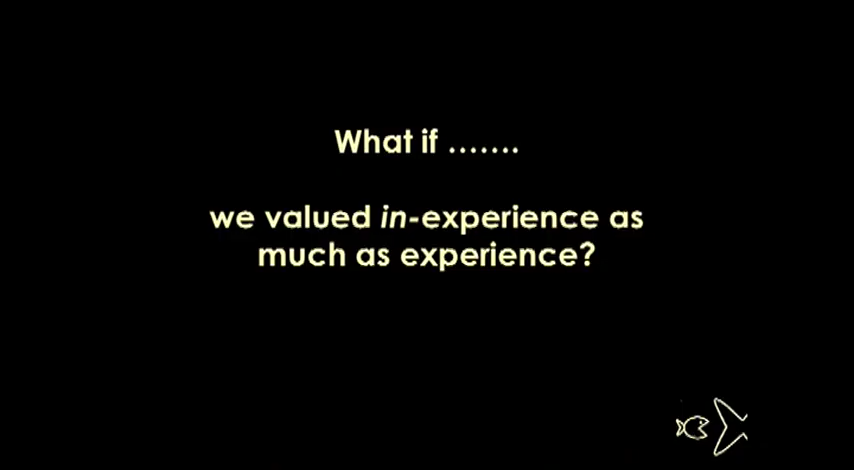 What if .......
we valued in-experience as
much as experience?